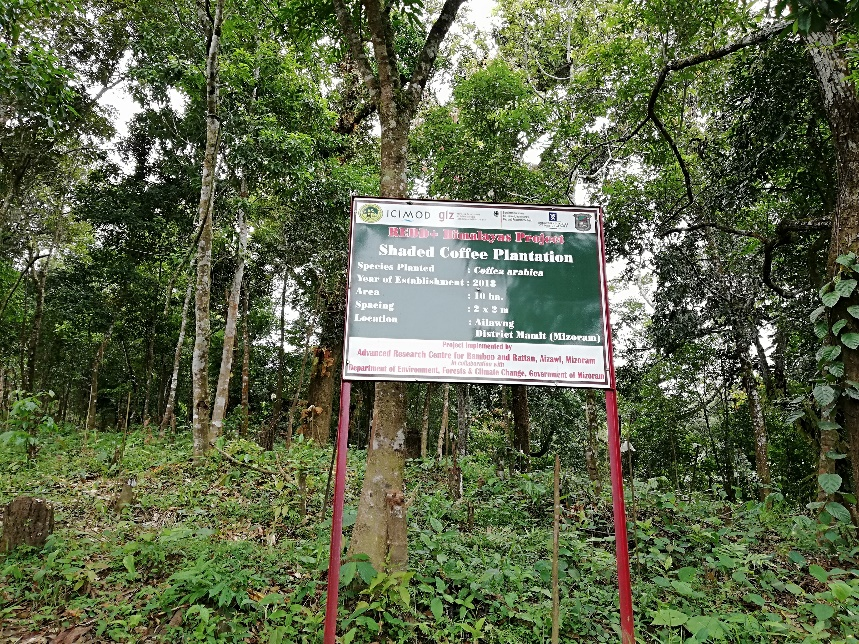 ICIMOD giz
REDD+ Himalayas Project
Shaded Coffee Plantation
Species Planted : Coffea arabica
Year of Establishment : 2018
Area : 10 ha.
Spacing : 2 x 2 m
Location : Ailawng
District Mamit (Mizoram)
Project implemented by
Advanced Research Centre for Bamboo and Rattan, Aizawl, Mizoram
in collaboration with
Department of Environment, Forests & Climate Change, Government of Mizoram